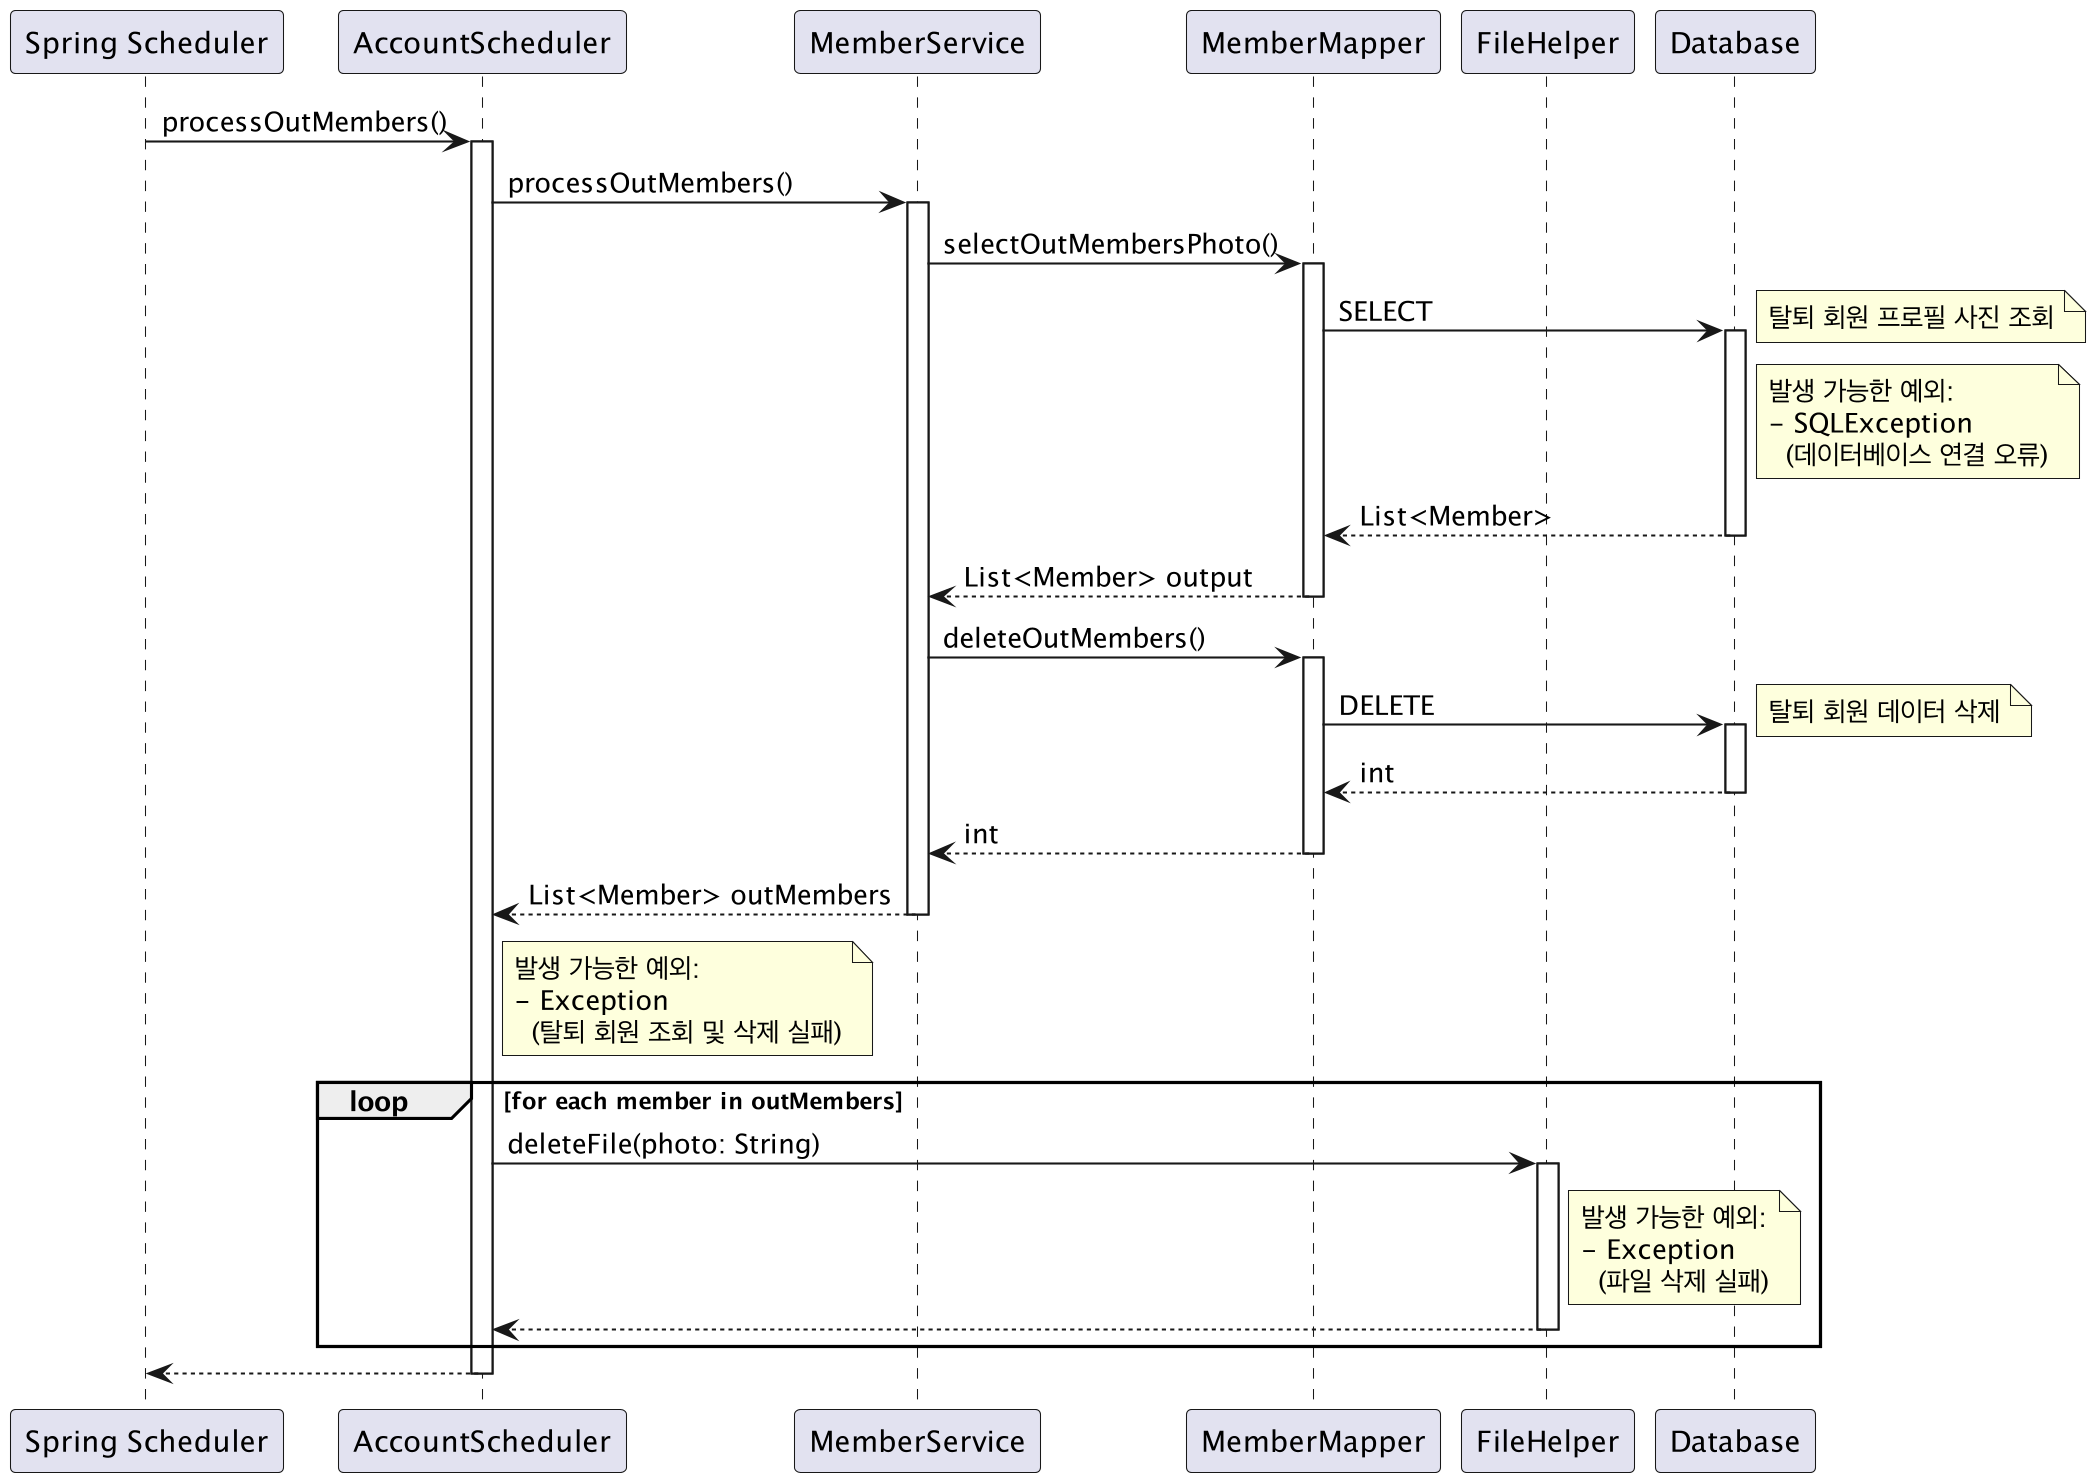 Spring Scheduler
AccountScheduler
MemberService
MemberMapper
FileHelper
Database
processOutMembers()
processOutMembers()
selectOutMembersPhoto()
SELECT
탈퇴 회원 프로필 사진 조회
발생 가능한 예외:
- SQLException
(데이터베이스 연결 오류)
List<Member>
List<Member> output
deleteOutMembers()
DELETE
탈퇴 회원 데이터 삭제
int
int
List<Member> outMembers
발생 가능한 예외:
- Exception
(탈퇴 회원 조회 및 삭제 실패)
loop
[for each member in outMembers]
deleteFile(photo: String)
발생 가능한 예외:
- Exception
(파일 삭제 실패)
Spring Scheduler
AccountScheduler
MemberService
MemberMapper
FileHelper
Database